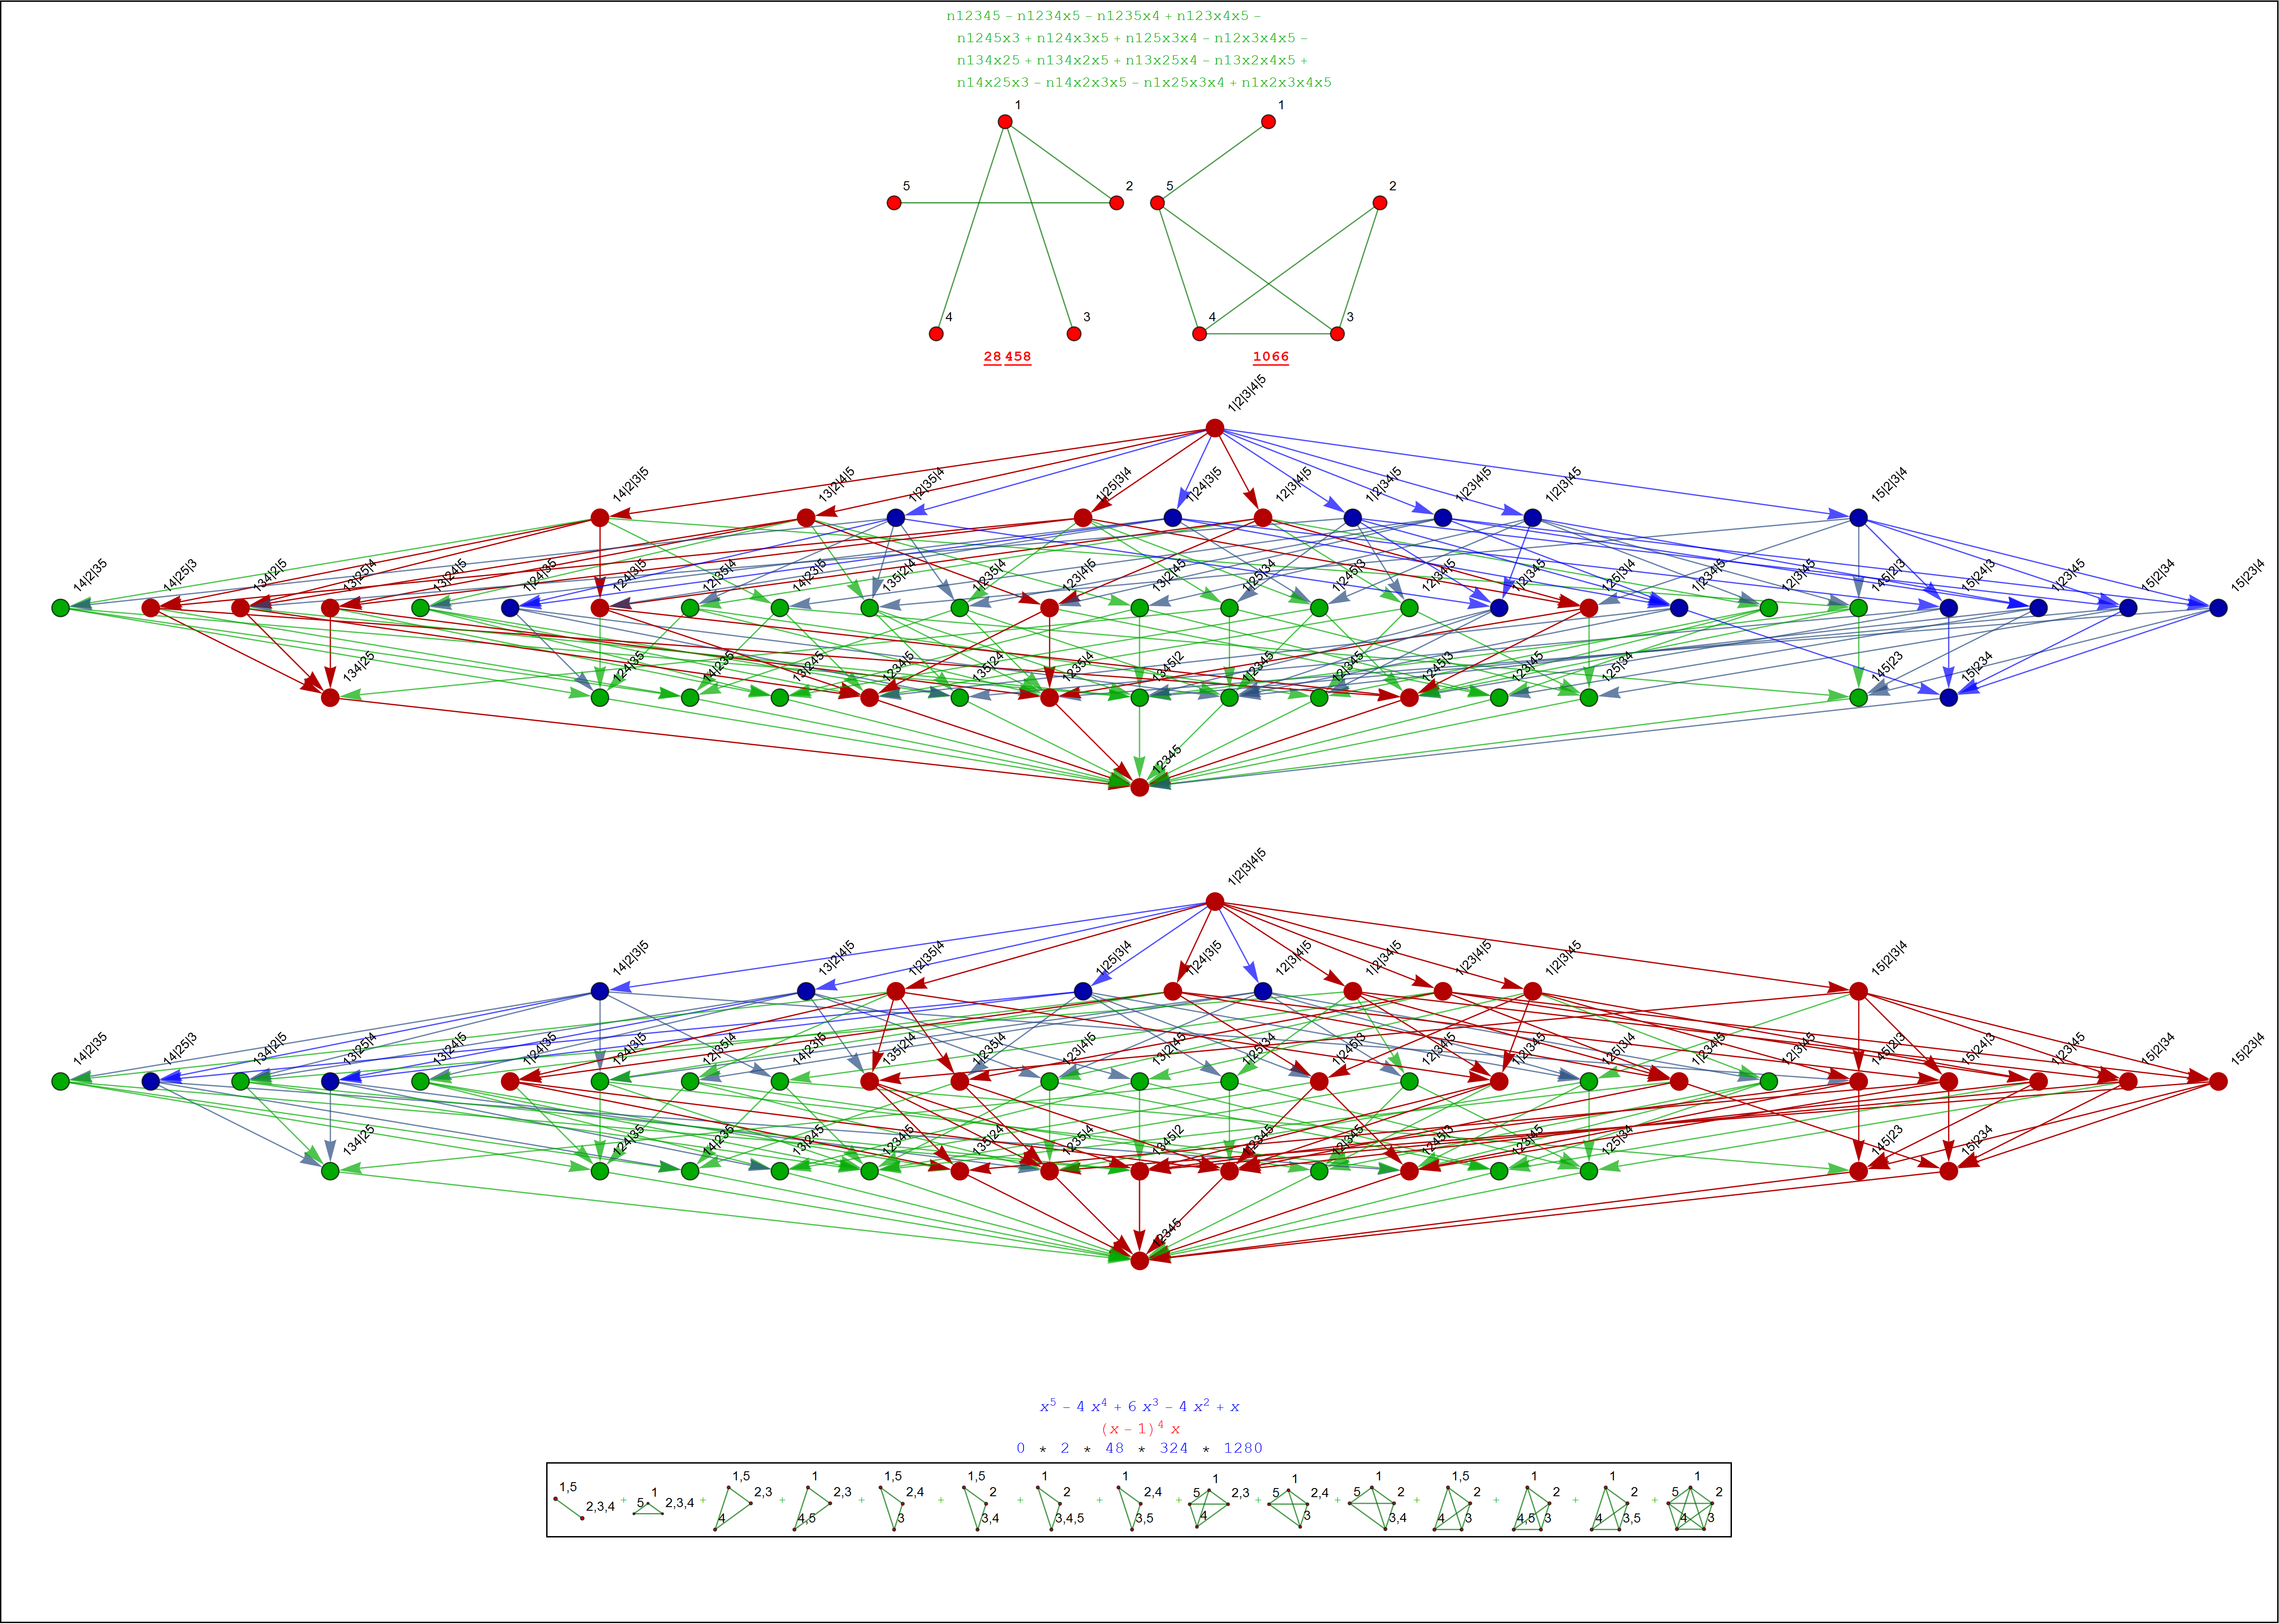 n12345 − n1234x5 − n1235x4 + n123x4x5 −
n1245x3 + n124x3x5 + n125x3x4 − n12x3x4x5 −
n134x25 + n134x2x5 + n13x25x4 − n13x2x4x5 +
n14x25x3 − n14x2x3x5 − n1x25x3x4 + n1x2x3x4x5
1 1
5 2 5 2
4 3 4 3
28 458 1066
1|2|3|4|5
14|2|3|5 13|2|4|5 1|2|35|4 1|25|3|4 1|24|3|5 12|3|4|5 1|2|34|5 1|23|4|5 1|2|3|45 15|2|3|4
14|2|35 14|25|3 134|2|5 13|25|4 13|24|5 1|24|35 124|3|5 12|35|4 14|23|5 135|2|4 1|235|4 123|4|5 13|2|45 1|25|34 1|245|3 12|34|5 1|2|345 125|3|4 1|234|5 12|3|45 145|2|3 15|24|3 1|23|45 15|2|34 15|23|4
134|25 124|35 14|235 13|245 1234|5 135|24 1235|4 1345|2 1|2345 12|345 1245|3 123|45 125|34 145|23 15|234
12345
1|2|3|4|5
14|2|3|5 13|2|4|5 1|2|35|4 1|25|3|4 1|24|3|5 12|3|4|5 1|2|34|5 1|23|4|5 1|2|3|45 15|2|3|4
14|2|35 14|25|3 134|2|5 13|25|4 13|24|5 1|24|35 124|3|5 12|35|4 14|23|5 135|2|4 1|235|4 123|4|5 13|2|45 1|25|34 1|245|3 12|34|5 1|2|345 125|3|4 1|234|5 12|3|45 145|2|3 15|24|3 1|23|45 15|2|34 15|23|4
134|25 124|35 14|235 13|245 1234|5 135|24 1235|4 1345|2 1|2345 12|345 1245|3 123|45 125|34 145|23 15|234
12345
x⁵ − 4 x⁴ + 6 x³ − 4 x² + x
(x − 1)⁴ x
0 * 2 * 48 * 324 * 1280
1,5 2,3,4 + 5 1 2,3,4 + 1,5 2,3 4 + 1 2,3 4,5 + 1,5 2,4 3 + 1,5 2 3,4 + 1 2 3,4,5 + 1 2,4 3,5 + 1 5 2,3 4 + 1 5 2,4 3 + 1 5 2 3,4 + 1,5 2 4 3 + 1 2 4,5 3 + 1 2 4 3,5 + 1 5 2 4 3